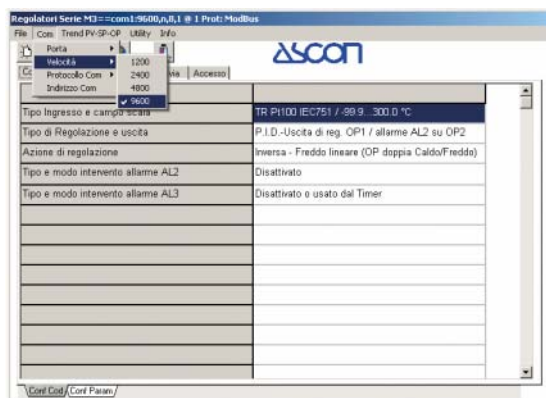 Regolatori Serie M3==com1:9600,n,8,1 @ 1 Prot: ModBus
File Com Trend PV-SP-OP Utility Info
ascon
Porta
Velocità
Protocollo Com
Indirizzo Com
1200
2400
4800
9600
Accesso
Tipo Ingresso e campo scala TR Pt100 IEC751 / -99.9...300.0 °C
Tipo di Regolazione e uscita P.I.D.-Uscita di reg. OP1 / allarme AL2 su OP2
Azione di regolazione Inversa - Freddo lineare (OP doppia Caldo/Freddo)
Tipo e modo intervento allarme AL2 Disattivato
Tipo e modo intervento allarme AL3 Disattivato o usato dal Timer
Conf Cod Conf Param